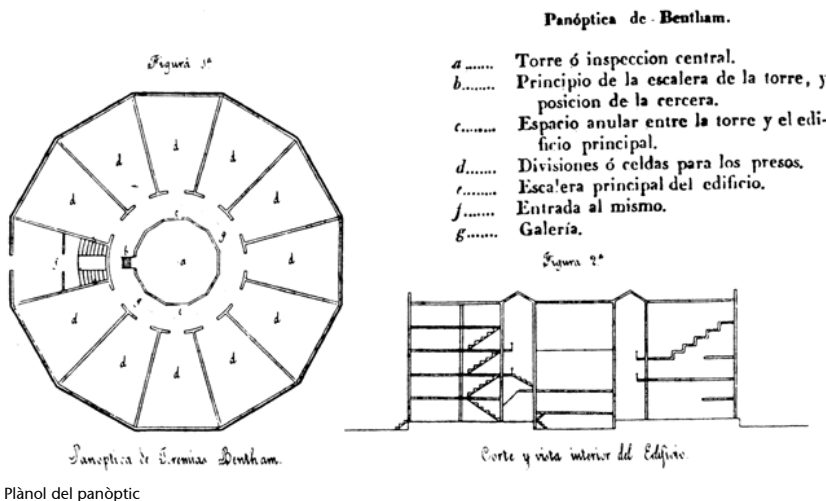 Panóptica de Bentham.
a....... Torre ó inspeccion central.
b........ Principio de la escalera de la torre, y
posicion de la cercera.
c......... Espacio anular entre la torre y el edi-
ficio principal.
d....... Divisiones ó celdas para los presos.
e........ Escalera principal del edificio.
f....... Entrada al mismo.
g....... Galería.
Figura 1ª
d
d
d
d
d
c
g
f
b
a
d
d
g
c
d
d
d
d
Panoptica de Jeremias Bentham.
Figura 2ª
Corte y vista interior del Edificio.
Plànol del panòptic